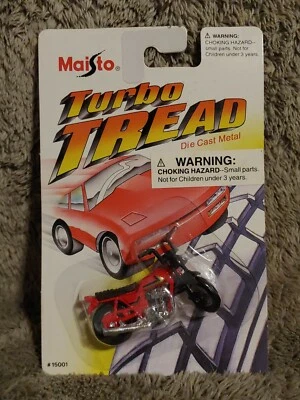 ⚠ WARNING:
CHOKING HAZARD--Small
parts. Not for Children
under 3 years.
Maisto®
Turbo
TREAD
Die Cast Metal
⚠ WARNING:
CHOKING HAZARD--Small parts.
Not for Children under 3 years.
#15001